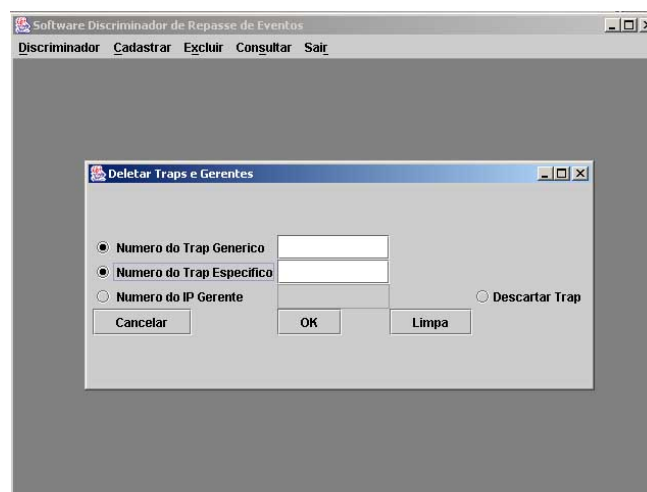 Software Discriminador de Repasse de Eventos
Discriminador Cadastrar Excluir Consultar Sair
Deletar Traps e Gerentes
Numero do Trap Generico
Numero do Trap Especifico
Numero do IP Gerente Descartar Trap
Cancelar OK Limpa